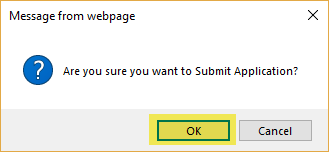 Message from webpage
Are you sure you want to Submit Application?
OK
Cancel